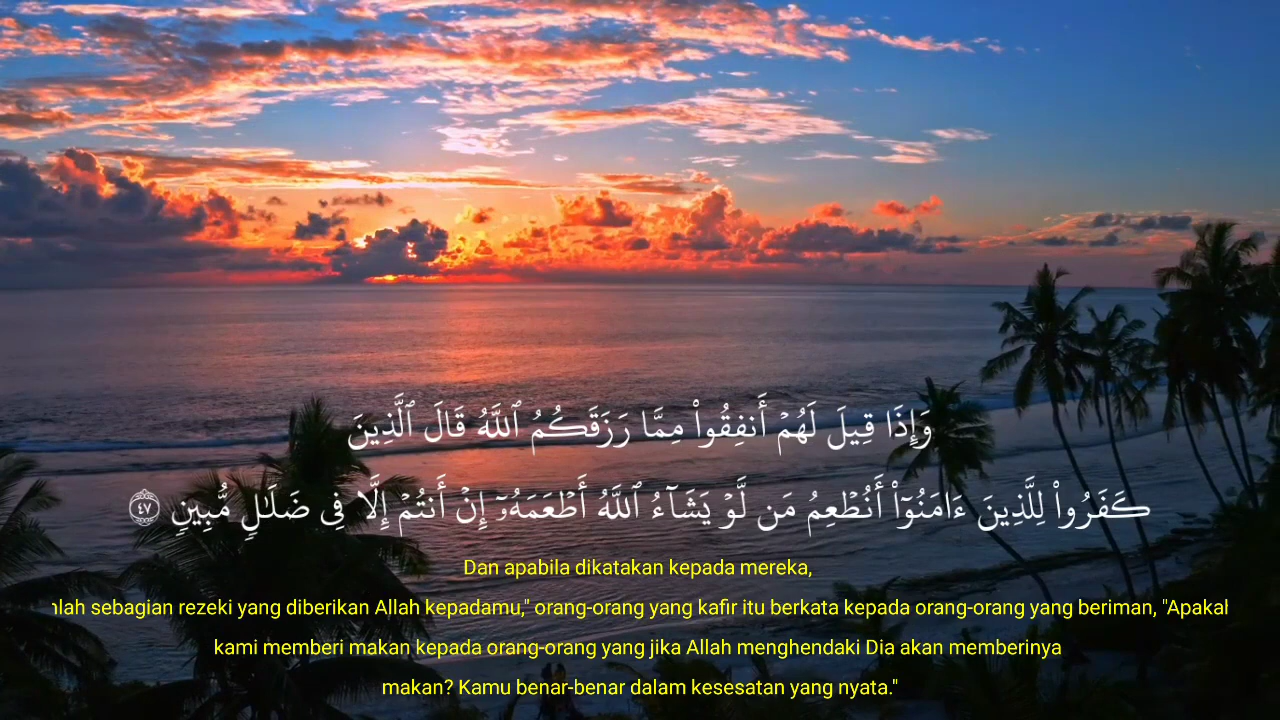 وَإِذَا قِيلَ لَهُمْ أَنفِقُوا۟ مِمَّا رَزَقَكُمُ ٱللَّهُ قَالَ ٱلَّذِينَ
كَفَرُوا۟ لِلَّذِينَ ءَامَنُوٓا۟ أَنُطْعِمُ مَن لَّوْ يَشَآءُ ٱللَّهُ أَطْعَمَهُۥٓ إِنْ أَنتُمْ إِلَّا فِى ضَلَـٰلٍ مُّبِينٍ ٤٧
Dan apabila dikatakan kepada mereka,
sebagian rezeki yang diberikan Allah kepadamu," orang-orang yang kafir itu berkata kepada orang-orang yang beriman, "Apakah
kami memberi makan kepada orang-orang yang jika Allah menghendaki Dia akan memberinya
makan? Kamu benar-benar dalam kesesatan yang nyata."